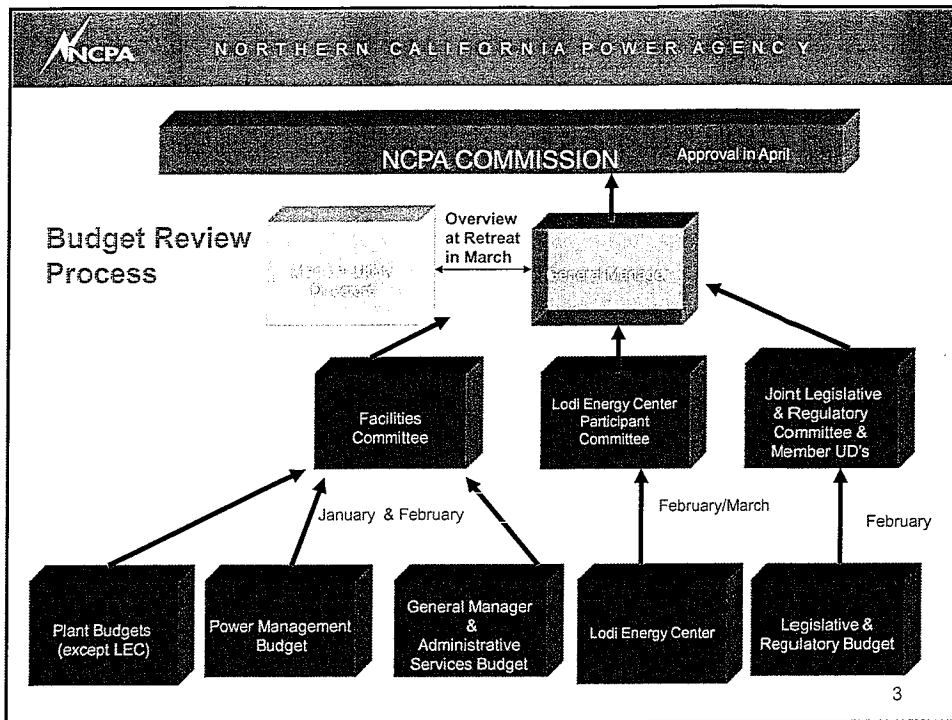 NCPA
NORTHERN CALIFORNIA POWER AGENCY
NCPA COMMISSION Approval in April
Budget Review
Process
Overview
at Retreat
in March
General Manager
Facilities
Committee
Lodi Energy Center
Participant
Committee
Joint Legislative
& Regulatory
Committee &
Member UD's
January & February
February/March
February
Plant Budgets
(except LEC)
Power Management
Budget
General Manager
&
Administrative
Services Budget
Lodi Energy Center
Legislative &
Regulatory Budget
3